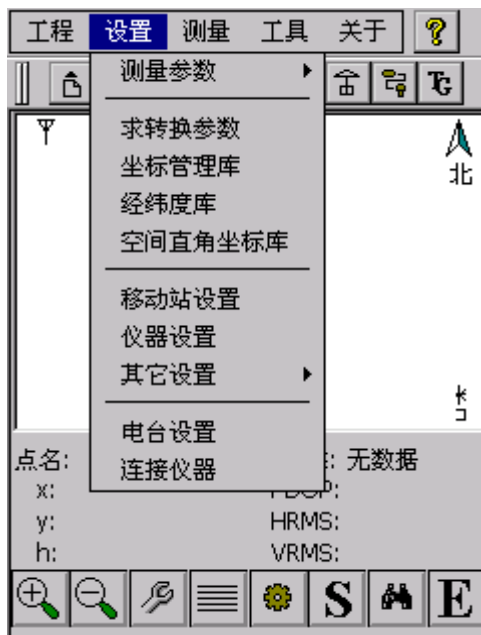 工程 设置 测量 工具 关于 ?
测量参数
TG
求转换参数
北
坐标管理库
经纬度库
空间直角坐标库
移动站设置
仪器设置
其它设置
电台设置
点名: : 无数据
连接仪器
x: PDOP:
y: HRMS:
h: VRMS:
S E